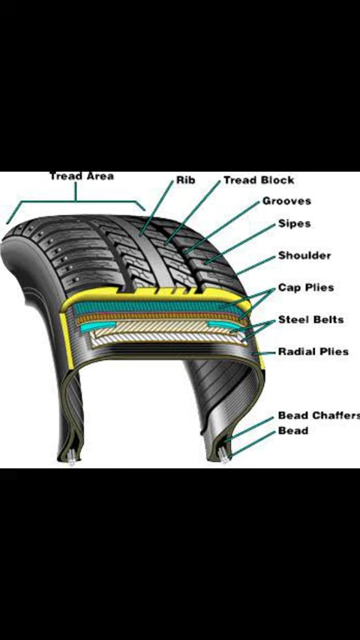 Tread Area
Rib
Tread Block
Grooves
Sipes
Shoulder
Cap Plies
Steel Belts
Radial Plies
Bead Chaffers
Bead